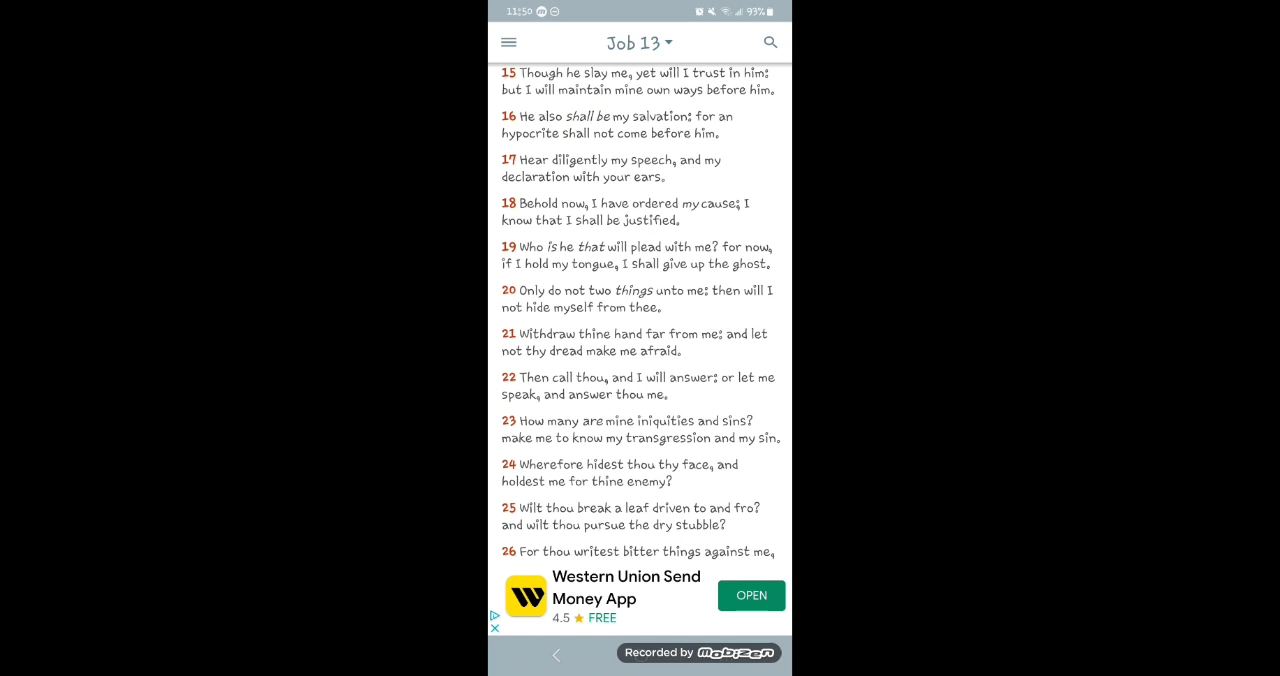 11:50 93%
Job 13
15 Though he slay me, yet will I trust in him:
but I will maintain mine own ways before him.
16 He also shall be my salvation: for an
hypocrite shall not come before him.
17 Hear diligently my speech, and my
declaration with your ears.
18 Behold now, I have ordered my cause; I
know that I shall be justified.
19 Who is he that will plead with me? for now,
if I hold my tongue, I shall give up the ghost.
20 Only do not two things unto me: then will I
not hide myself from thee.
21 Withdraw thine hand far from me: and let
not thy dread make me afraid.
22 Then call thou, and I will answer: or let me
speak, and answer thou me.
23 How many are mine iniquities and sins?
make me to know my transgression and my sin.
24 Wherefore hidest thou thy face, and
holdest me for thine enemy?
25 Wilt thou break a leaf driven to and fro?
and wilt thou pursue the dry stubble?
26 For thou writest bitter things against me,
Western Union Send
Money App
4.5 ★ FREE
OPEN
Recorded by mobizen